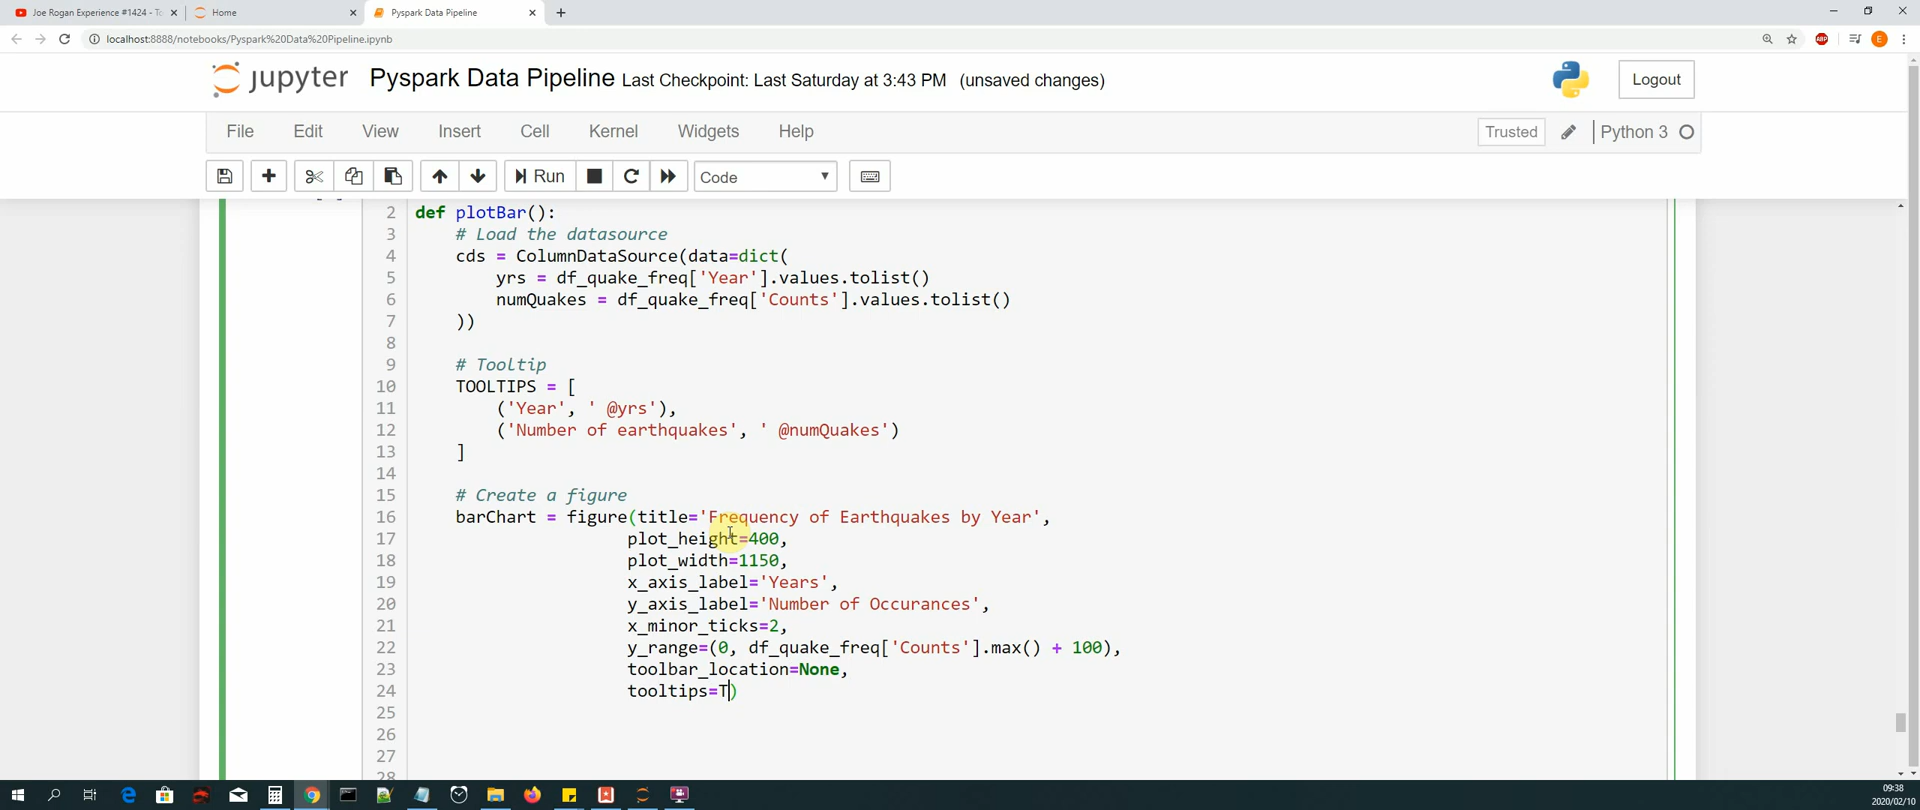 Joe Rogan Experience #1424 - To
Home
Pyspark Data Pipeline
localhost:8888/notebooks/Pyspark%20Data%20Pipeline.ipynb
ABP
E
jupyter Pyspark Data Pipeline Last Checkpoint: Last Saturday at 3:43 PM (unsaved changes)
Logout
File Edit View Insert Cell Kernel Widgets Help
Trusted
Python 3
Run
Code
2 def plotBar():
3 # Load the datasource
4 cds = ColumnDataSource(data=dict(
5 yrs = df_quake_freq['Year'].values.tolist()
6 numQuakes = df_quake_freq['Counts'].values.tolist()
7 ))
8
9 # Tooltip
10 TOOLTIPS = [
11 ('Year', ' @yrs'),
12 ('Number of earthquakes', ' @numQuakes')
13 ]
14
15 # Create a figure
16 barChart = figure(title='Frequency of Earthquakes by Year',
17 plot_height=400,
18 plot_width=1150,
19 x_axis_label='Years',
20 y_axis_label='Number of Occurances',
21 x_minor_ticks=2,
22 y_range=(0, df_quake_freq['Counts'].max() + 100),
23 toolbar_location=None,
24 tooltips=T)
25
26
27
28
09:38
2020/02/10